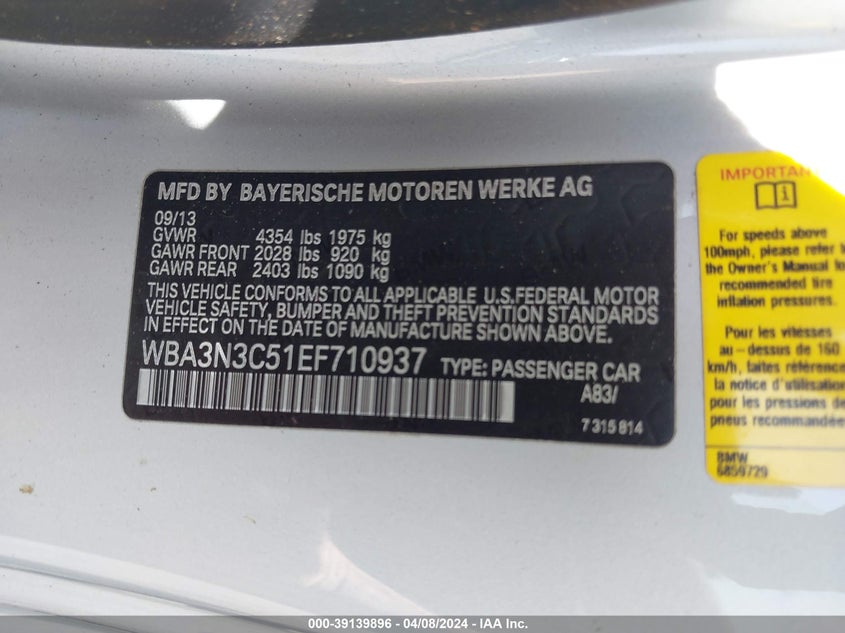 MFD BY BAYERISCHE MOTOREN WERKE AG
09/13
GVWR 4354 lbs 1975 kg
GAWR FRONT 2028 lbs 920 kg
GAWR REAR 2403 lbs 1090 kg
THIS VEHICLE CONFORMS TO ALL APPLICABLE U.S.FEDERAL MOTOR
VEHICLE SAFETY, BUMPER AND THEFT PREVENTION STANDARDS
IN EFFECT ON THE DATE OF MANUFACTURE SHOWN ABOVE.
WBA3N3C51EF710937 TYPE: PASSENGER CAR
A83/
7 315 814
IMPORTAN
For speeds above
100mph, please refer t
the Owner's Manual fo
recommended tire
inflation pressures.
Pour les vitesses
au - dessus de 160
km/h, faites référence
la notice d'utilisation
pour les pressions de
pneus recommandée
BMW
6859729
000-39139896 - 04/08/2024 - IAA Inc.